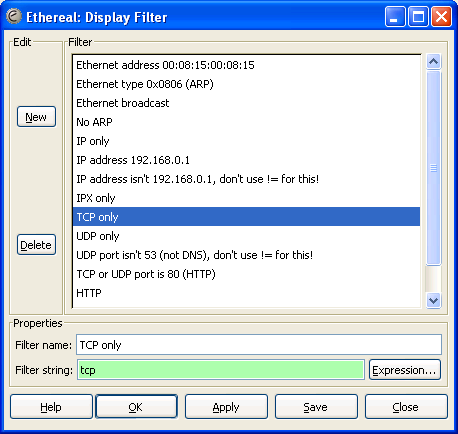 Ethereal: Display Filter
Edit
Filter
New
Delete
Ethernet address 00:08:15:00:08:15
Ethernet type 0x0806 (ARP)
Ethernet broadcast
No ARP
IP only
IP address 192.168.0.1
IP address isn't 192.168.0.1, don't use != for this!
IPX only
TCP only
UDP only
UDP port isn't 53 (not DNS), don't use != for this!
TCP or UDP port is 80 (HTTP)
HTTP
Properties
Filter name: TCP only
Filter string: tcp Expression...
Help OK Apply Save Close